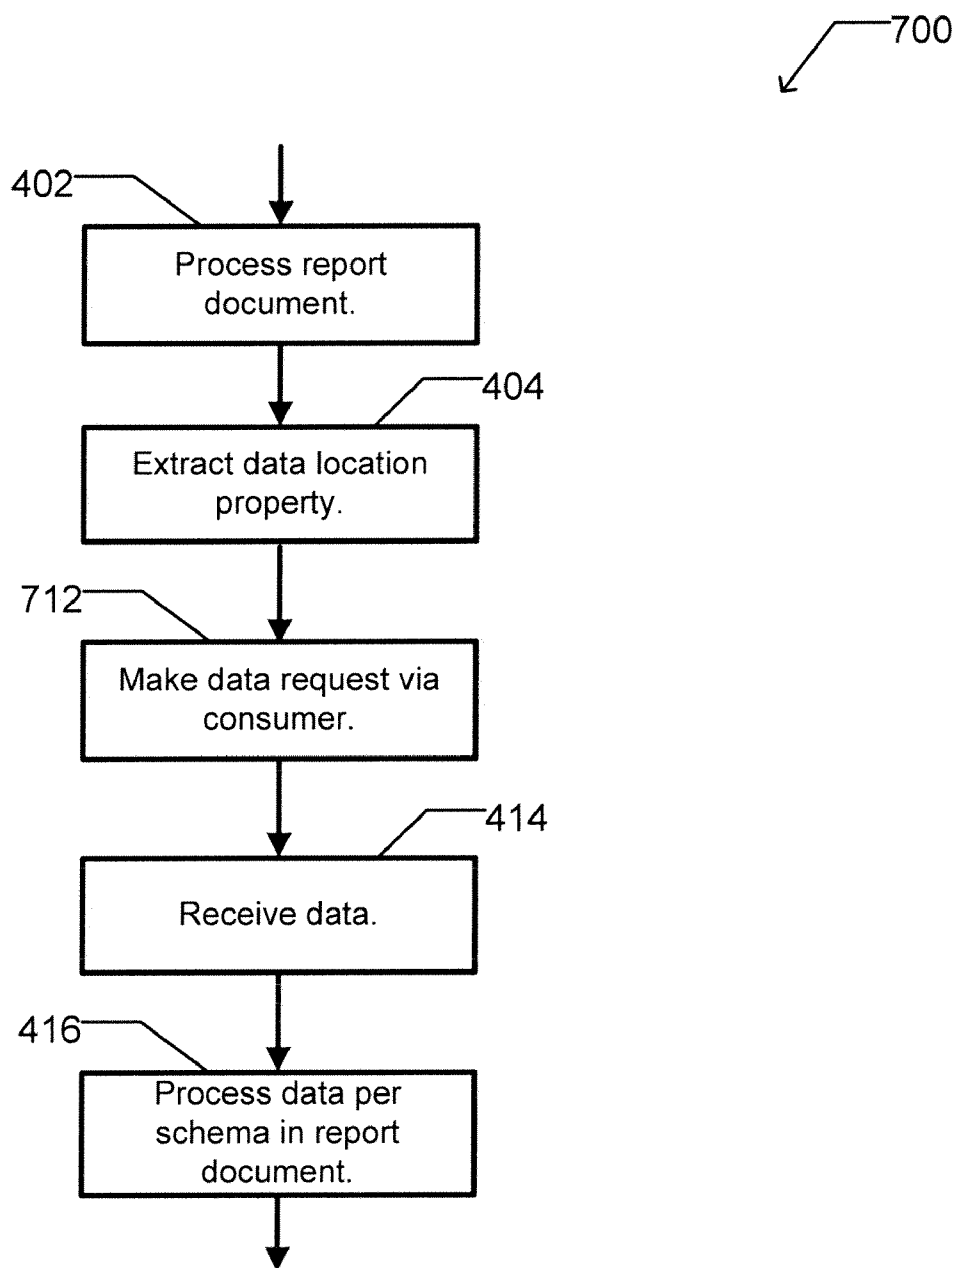 700
402
Process report
document.
404
Extract data location
property.
712
Make data request via
consumer.
414
Receive data.
416
Process data per
schema in report
document.